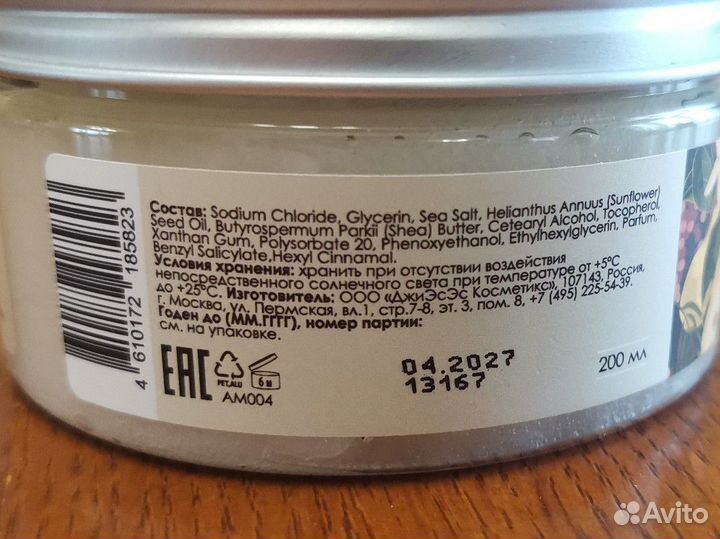 Состав: Sodium Chloride, Glycerin, Sea Salt, Helianthus Annuus (Sunflower)
Seed Oil, Butyrospermum Parkii (Shea) Butter, Cetearyl Alcohol, Tocopherol,
Xanthan Gum, Polysorbate 20, Phenoxyethanol, Ethylhexylglycerin, Parfum,
Benzyl Salicylate,Hexyl Cinnamal.
Условия хранения: хранить при отсутствии воздействия
непосредственного солнечного света при температуре от +5°C
до +25°C. Изготовитель: ООО «ДжиЭсЭс Косметикс», 107143, Россия,
г. Москва, ул. Пермская, вл.1, стр.7-8, эт. 3, пом. 8, +7 (495) 225-54-39.
Годен до (ММ.ГГГГ), номер партии:
см. на упаковке.
4 610172 185823
EAC
PET,ALU
6 м
AM004
04.2027
13167
200 мл
Avito